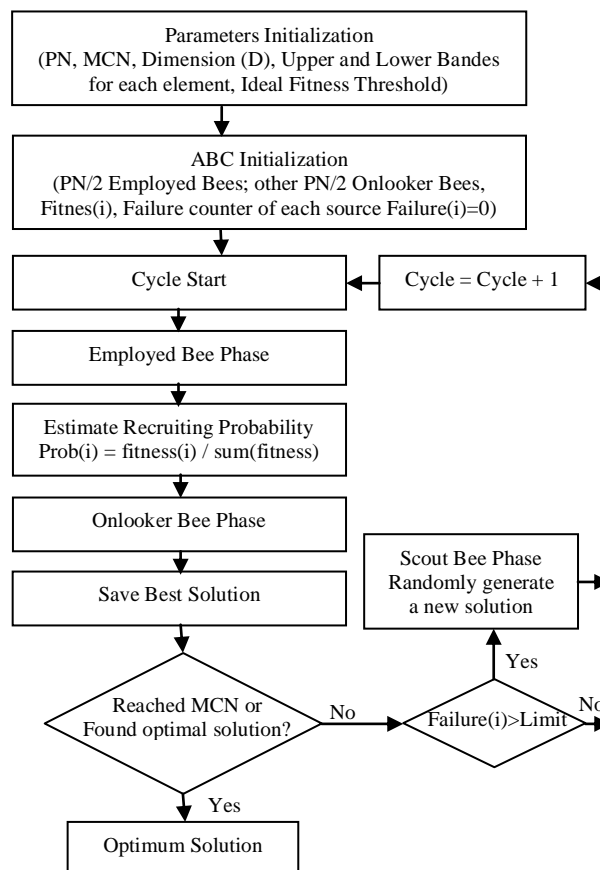 Parameters Initialization
(PN, MCN, Dimension (D), Upper and Lower Bandes
for each element, Ideal Fitness Threshold)
ABC Initialization
(PN/2 Employed Bees; other PN/2 Onlooker Bees,
Fitnes(i), Failure counter of each source Failure(i)=0)
Cycle Start
Cycle = Cycle + 1
Employed Bee Phase
Estimate Recruiting Probability
Prob(i) = fitness(i) / sum(fitness)
Onlooker Bee Phase
Save Best Solution
Scout Bee Phase
Randomly generate
a new solution
Yes
Reached MCN or
Found optimal solution?
No
Failure(i)>Limit
No
Yes
Optimum Solution